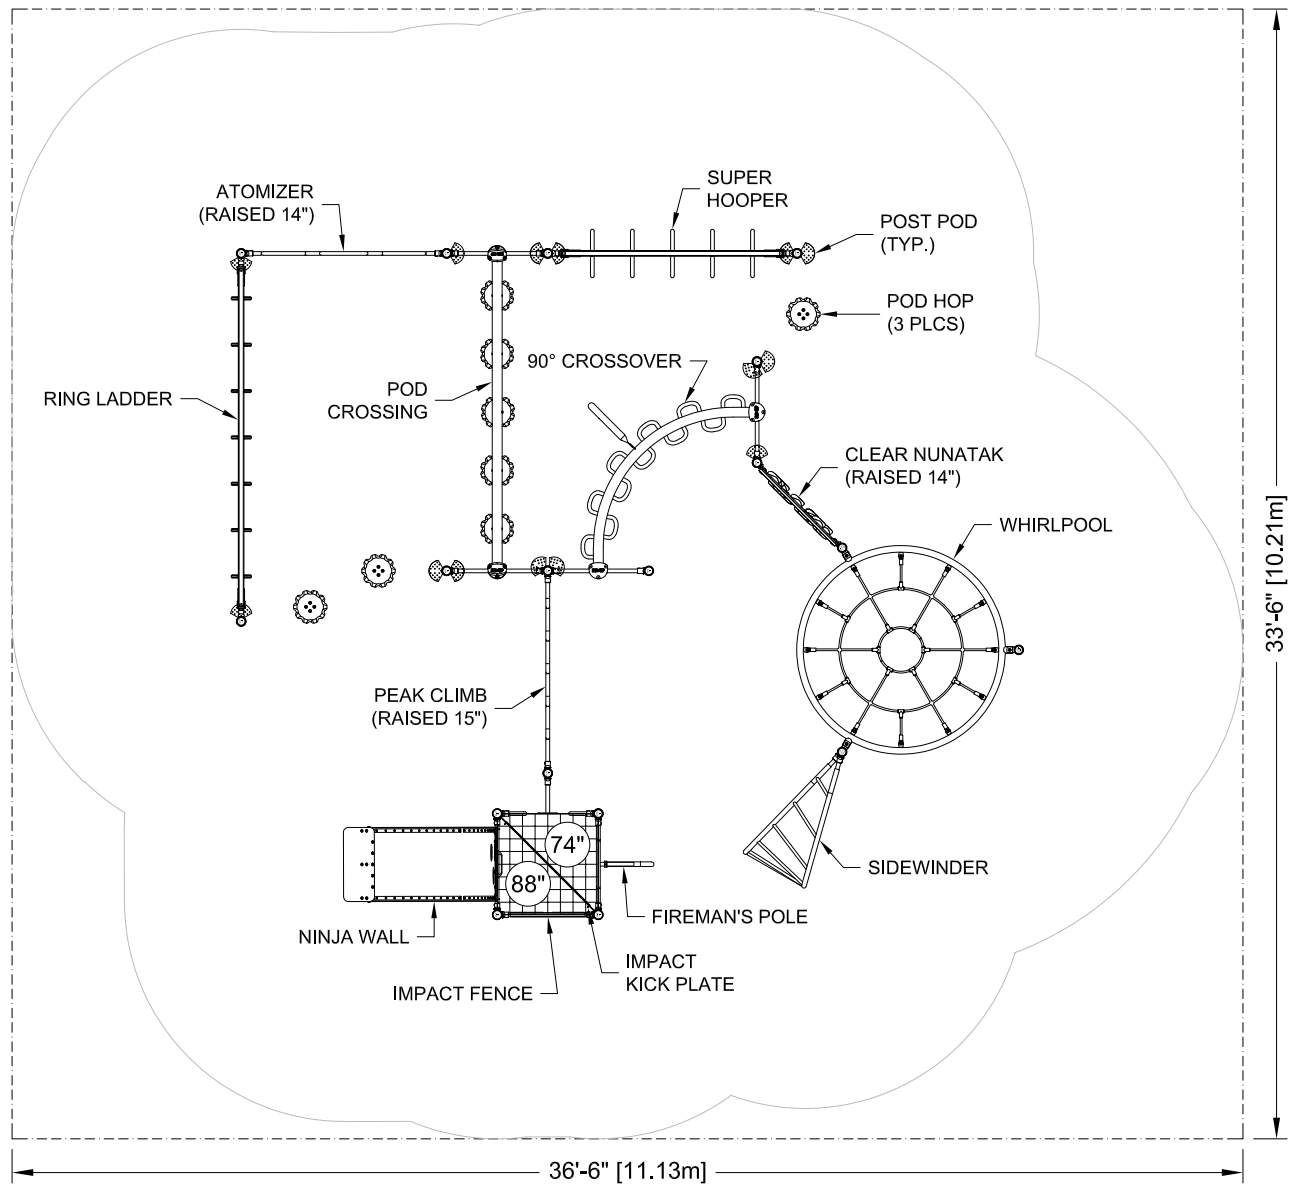 SUPER
HOOPER
ATOMIZER
(RAISED 14")
POST POD
(TYP.)
POD HOP
(3 PLCS)
90° CROSSOVER
POD
CROSSING
RING LADDER
CLEAR NUNATAK
(RAISED 14")
WHIRLPOOL
PEAK CLIMB
(RAISED 15")
74"
88"
SIDEWINDER
FIREMAN'S POLE
NINJA WALL
IMPACT
KICK PLATE
IMPACT FENCE
33'-6" [10.21m]
36'-6" [11.13m]